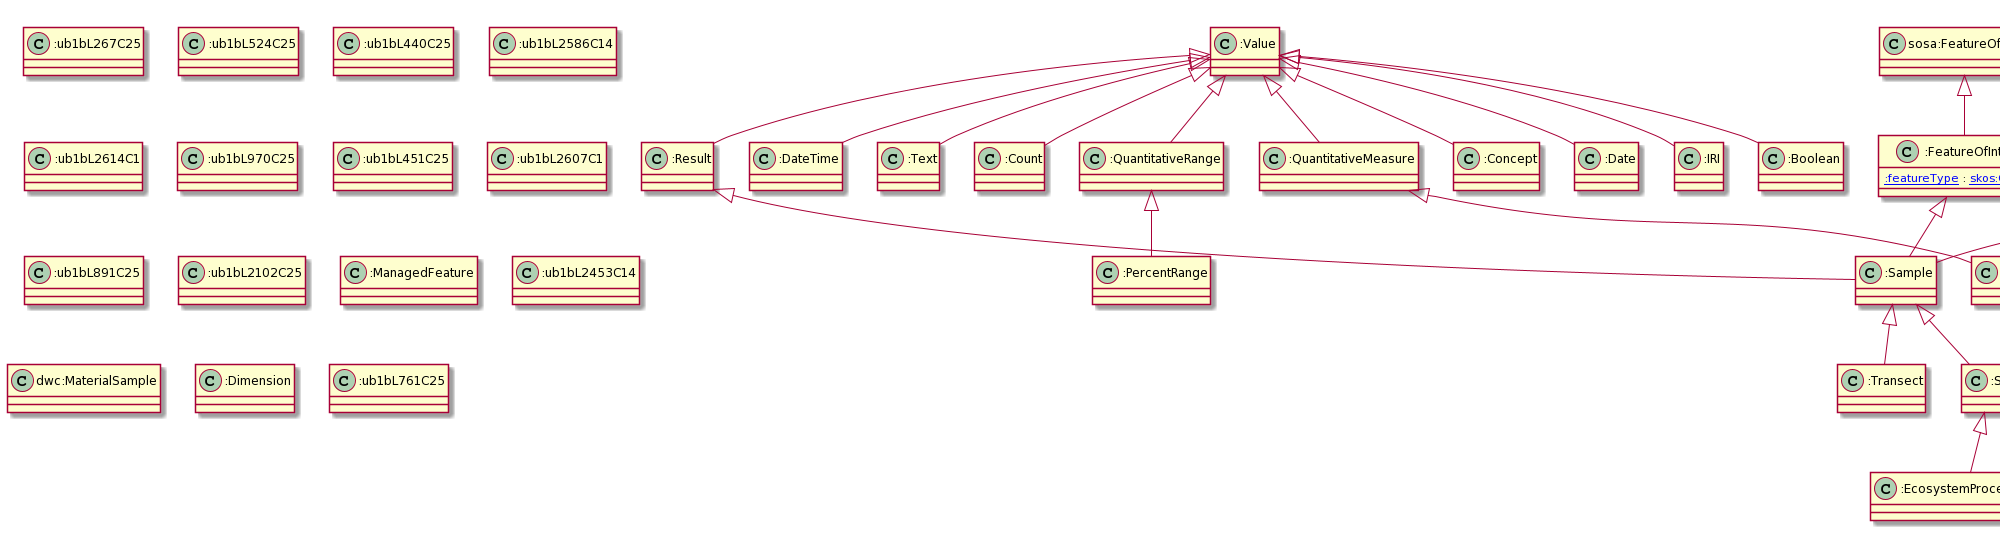 C :ub1bL267C25
C :ub1bL524C25
C :ub1bL440C25
C :ub1bL2586C14
C :Value
C sosa:FeatureOf
C :ub1bL2614C1
C :ub1bL970C25
C :ub1bL451C25
C :ub1bL2607C1
C :Result
C :DateTime
C :Text
C :Count
C :QuantitativeRange
C :QuantitativeMeasure
C :Concept
C :Date
C :IRI
C :Boolean
C :FeatureOfInt
:featureType : skos:
C :ub1bL891C25
C :ub1bL2102C25
C :ManagedFeature
C :ub1bL2453C14
C :PercentRange
C :Sample
C
C dwc:MaterialSample
C :Dimension
C :ub1bL761C25
C :Transect
C :S
C :EcosystemProce